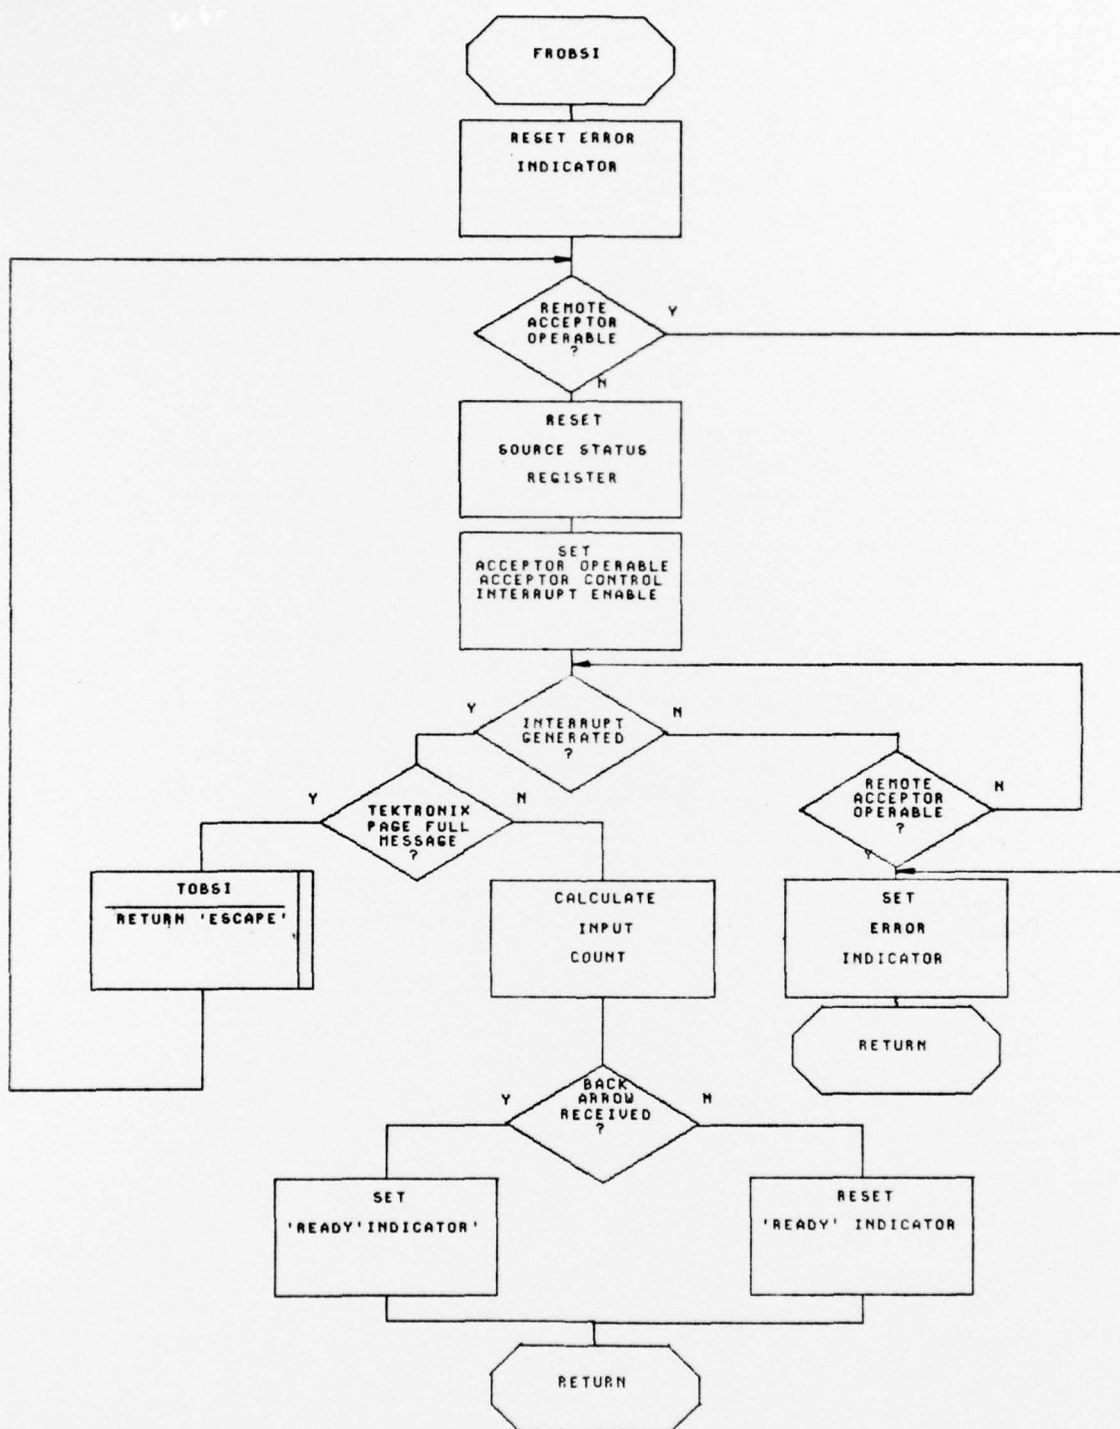 FROBSI
RESET ERROR
INDICATOR
REMOTE
ACCEPTOR
OPERABLE
?
Y
N
RESET
SOURCE STATUS
REGISTER
SET
ACCEPTOR OPERABLE
ACCEPTOR CONTROL
INTERRUPT ENABLE
Y
INTERRUPT
GENERATED
?
N
Y
TEKTRONIX
PAGE FULL
MESSAGE
?
N
REMOTE
ACCEPTOR
OPERABLE
?
N
Y
TOBSI
RETURN 'ESCAPE'
CALCULATE
INPUT
COUNT
SET
ERROR
INDICATOR
RETURN
Y
BACK
ARROW
RECEIVED
?
N
SET
'READY'INDICATOR'
RESET
'READY' INDICATOR
RETURN